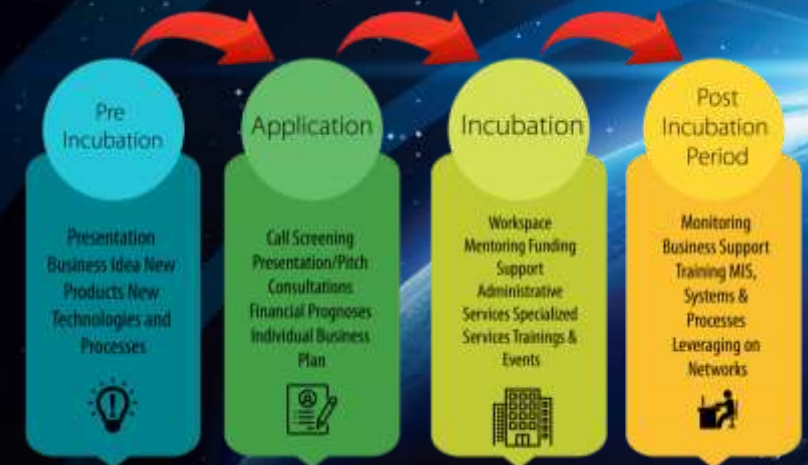 Pre
Incubation
Presentation
Business Idea New
Products New
Technologies and
Processes
Application
Call Screening
Presentation/Pitch
Consultations
Financial Prognoses
Individual Business
Plan
Incubation
Workspace
Mentoring Funding
Support
Administrative
Services Specialized
Services Trainings &
Events
Post
Incubation
Period
Monitoring
Business Support
Training MIS,
Systems &
Processes
Leveraging on
Networks